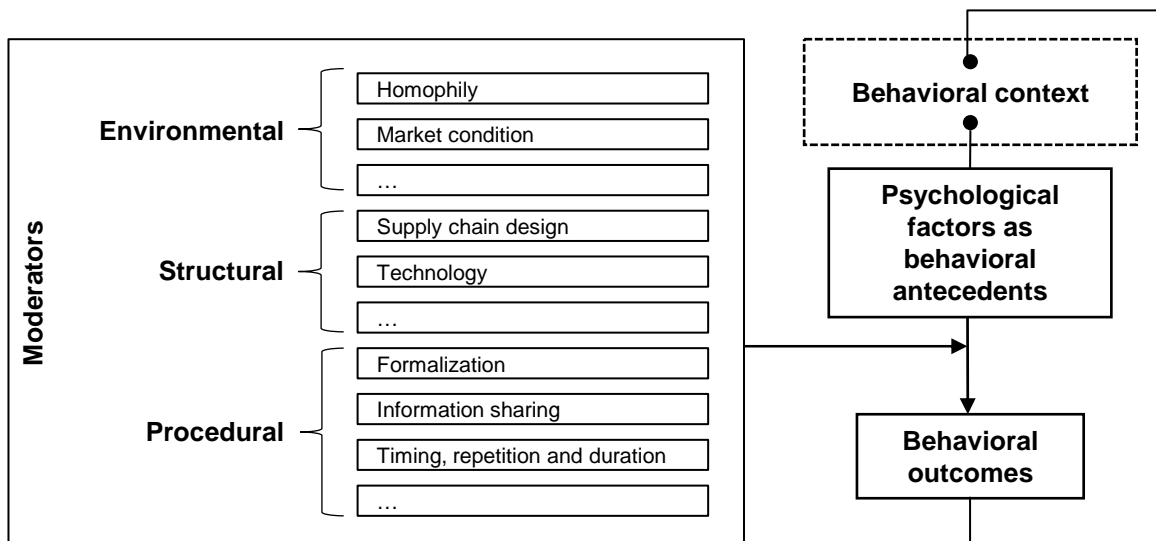 Moderators
Environmental
Homophily
Market condition
…
Structural
Supply chain design
Technology
…
Procedural
Formalization
Information sharing
Timing, repetition and duration
…
Behavioral context
Psychological
factors as
behavioral
antecedents
Behavioral
outcomes